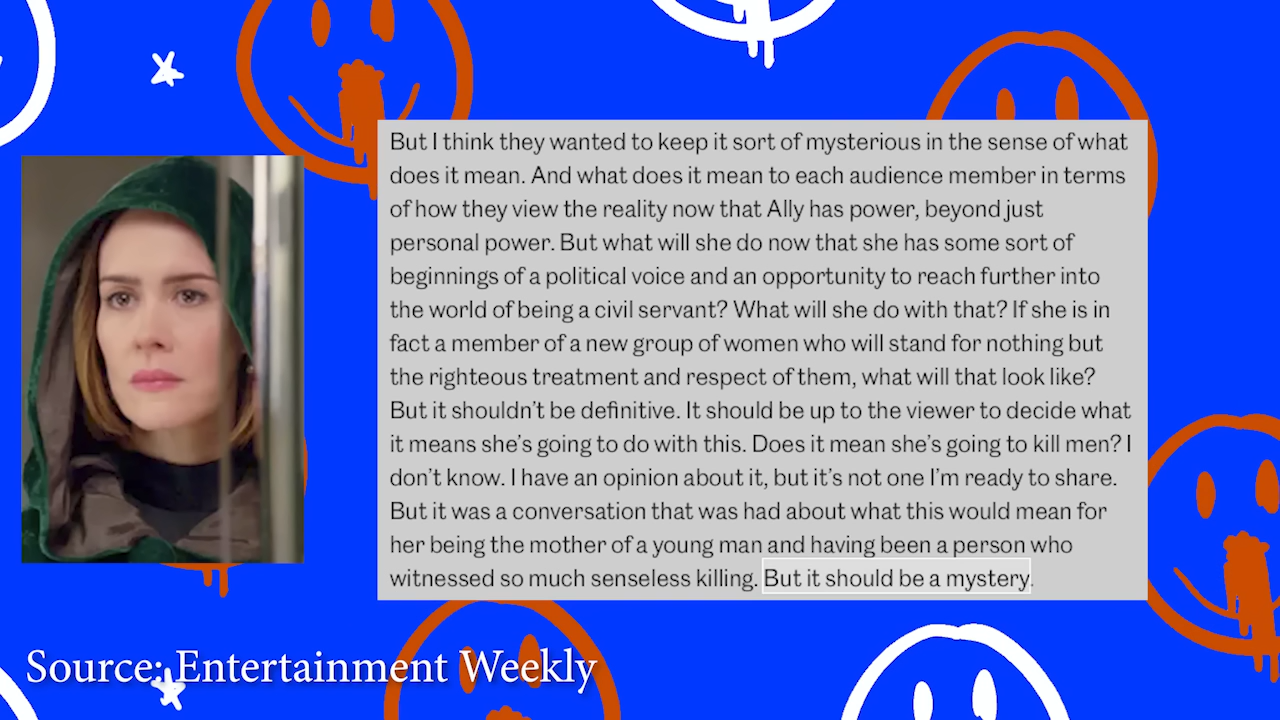 But I think they wanted to keep it sort of mysterious in the sense of what
does it mean. And what does it mean to each audience member in terms
of how they view the reality now that Ally has power, beyond just
personal power. But what will she do now that she has some sort of
beginnings of a political voice and an opportunity to reach further into
the world of being a civil servant? What will she do with that? If she is in
fact a member of a new group of women who will stand for nothing but
the righteous treatment and respect of them, what will that look like?
But it shouldn’t be definitive. It should be up to the viewer to decide what
it means she’s going to do with this. Does it mean she’s going to kill men? I
don’t know. I have an opinion about it, but it’s not one I’m ready to share.
But it was a conversation that was had about what this would mean for
her being the mother of a young man and having been a person who
witnessed so much senseless killing. But it should be a mystery.
Source: Entertainment Weekly